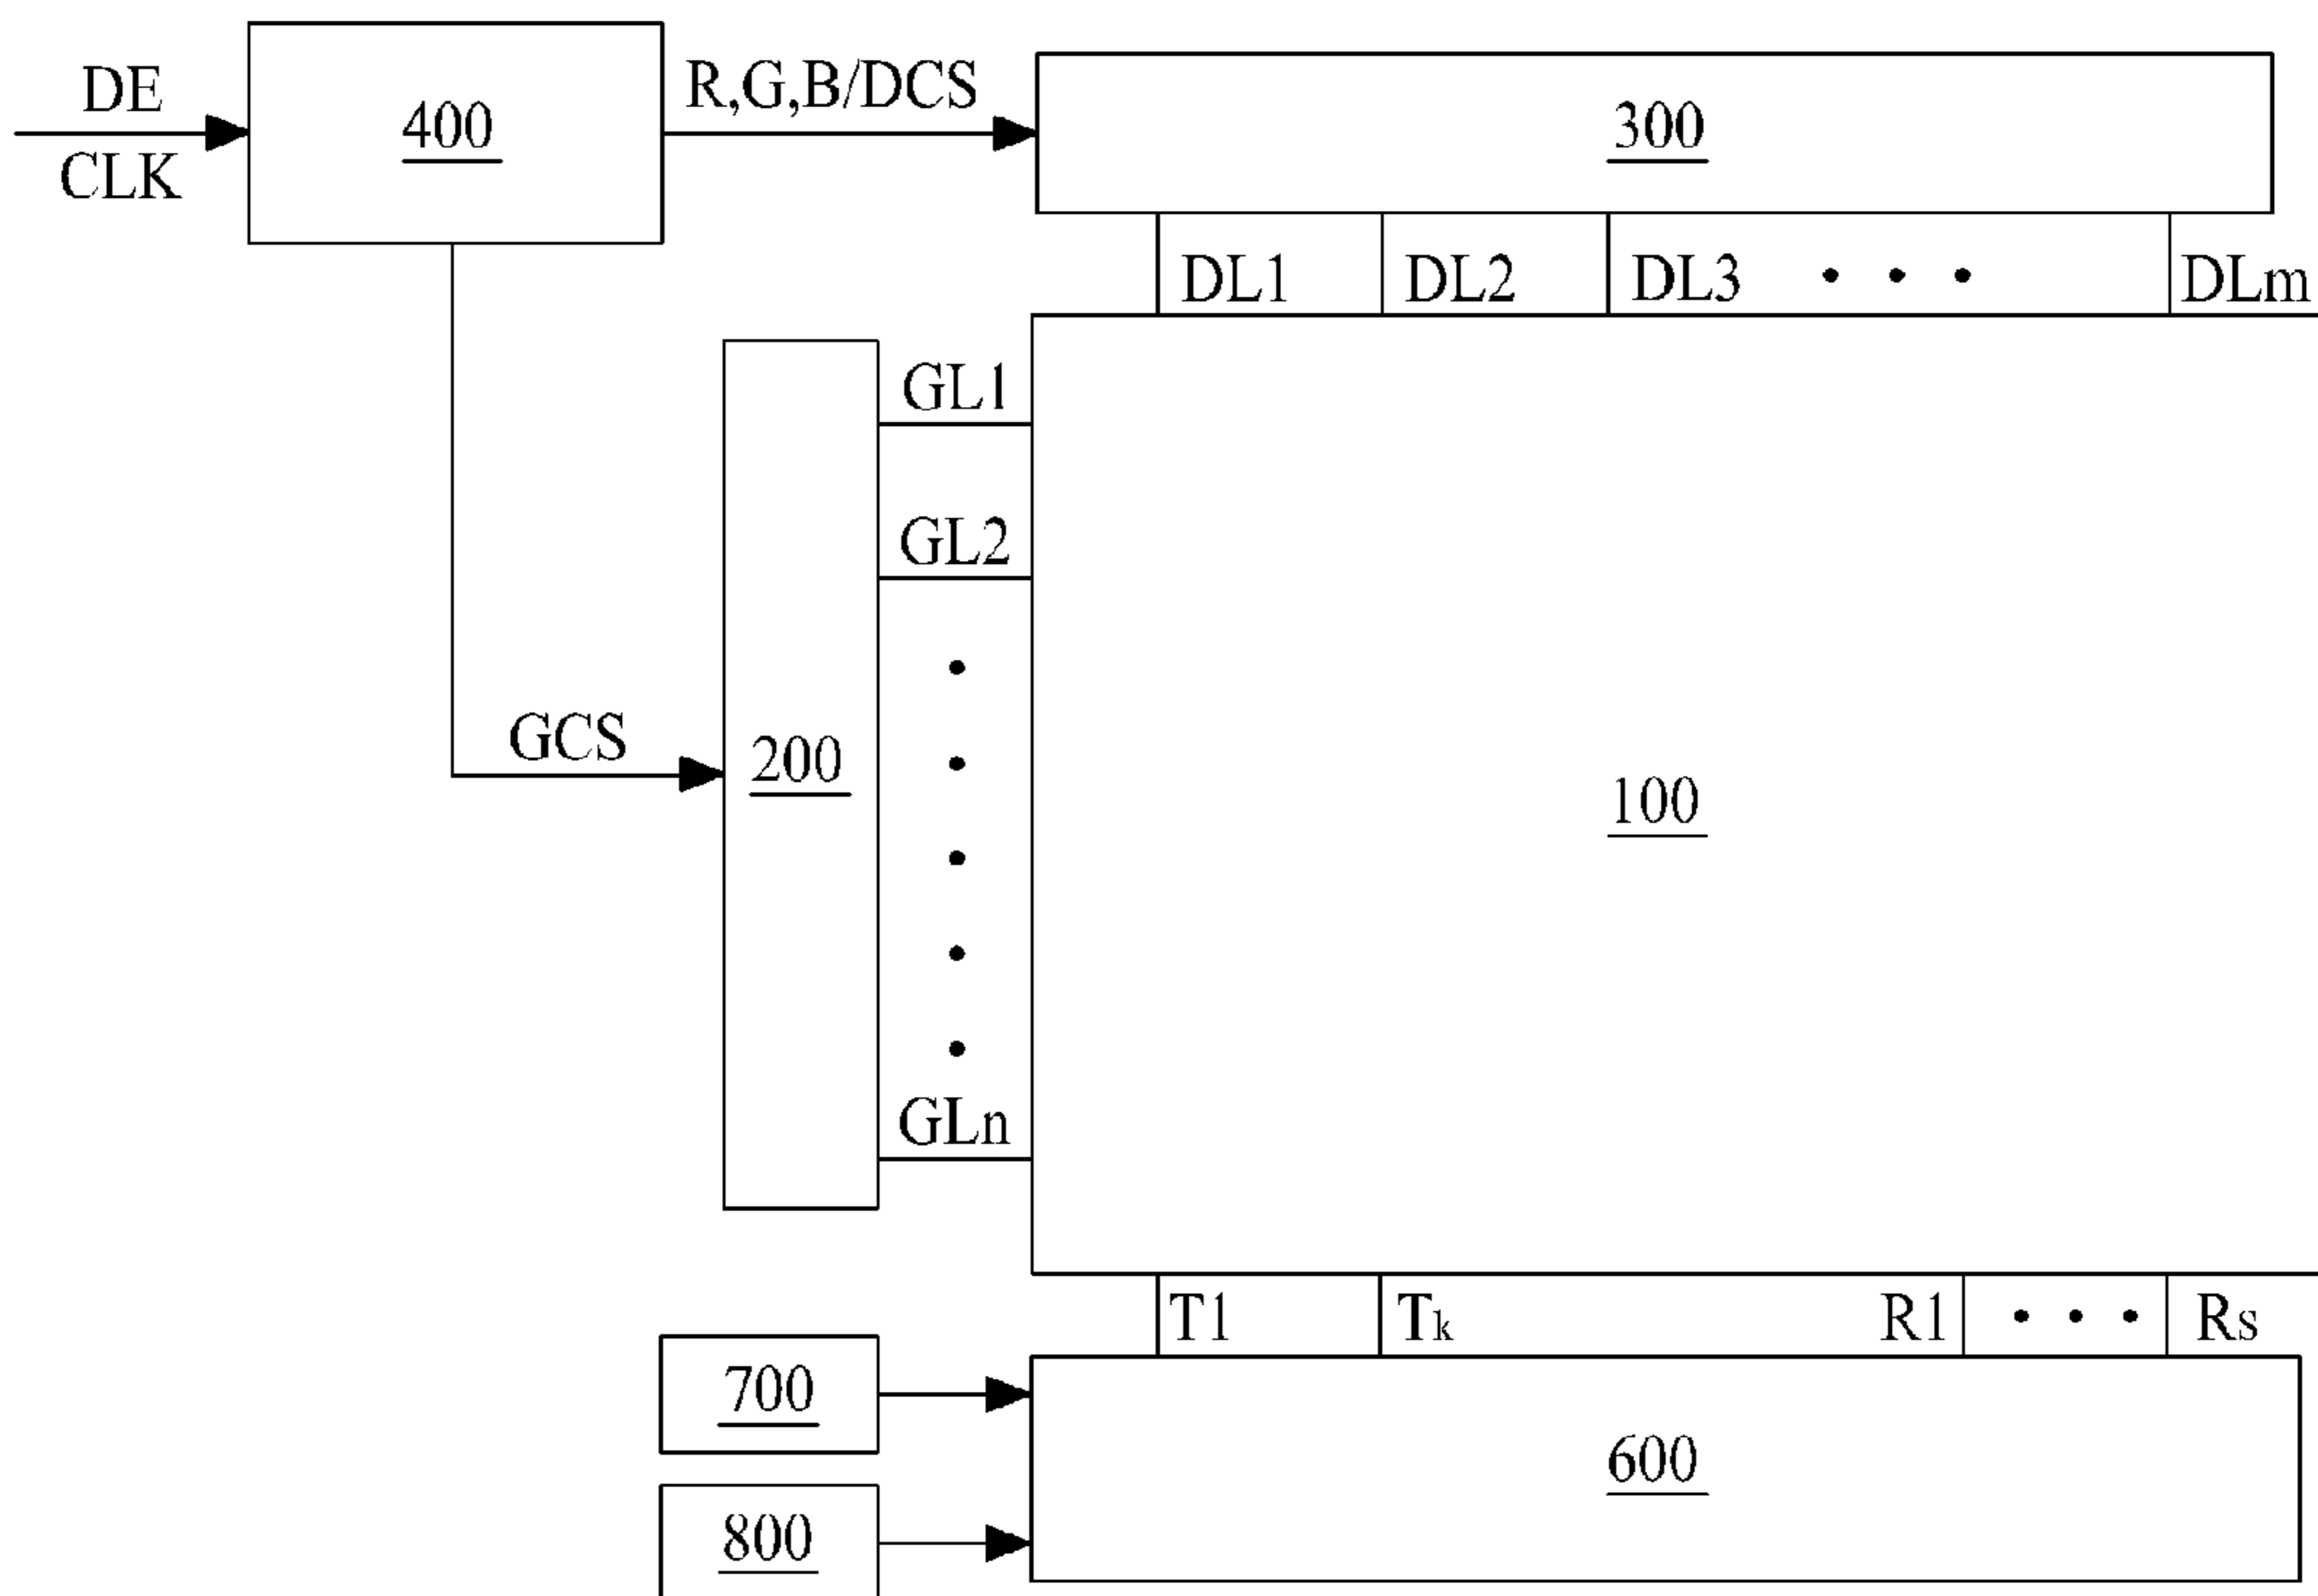 DE
CLK
400
R,G,B/DCS
300
DL1 DL2 DL3 • • • DLm
GL1
GL2
GCS
200
100
GLn
T1 Tk R1 • • • Rs
700
600
800